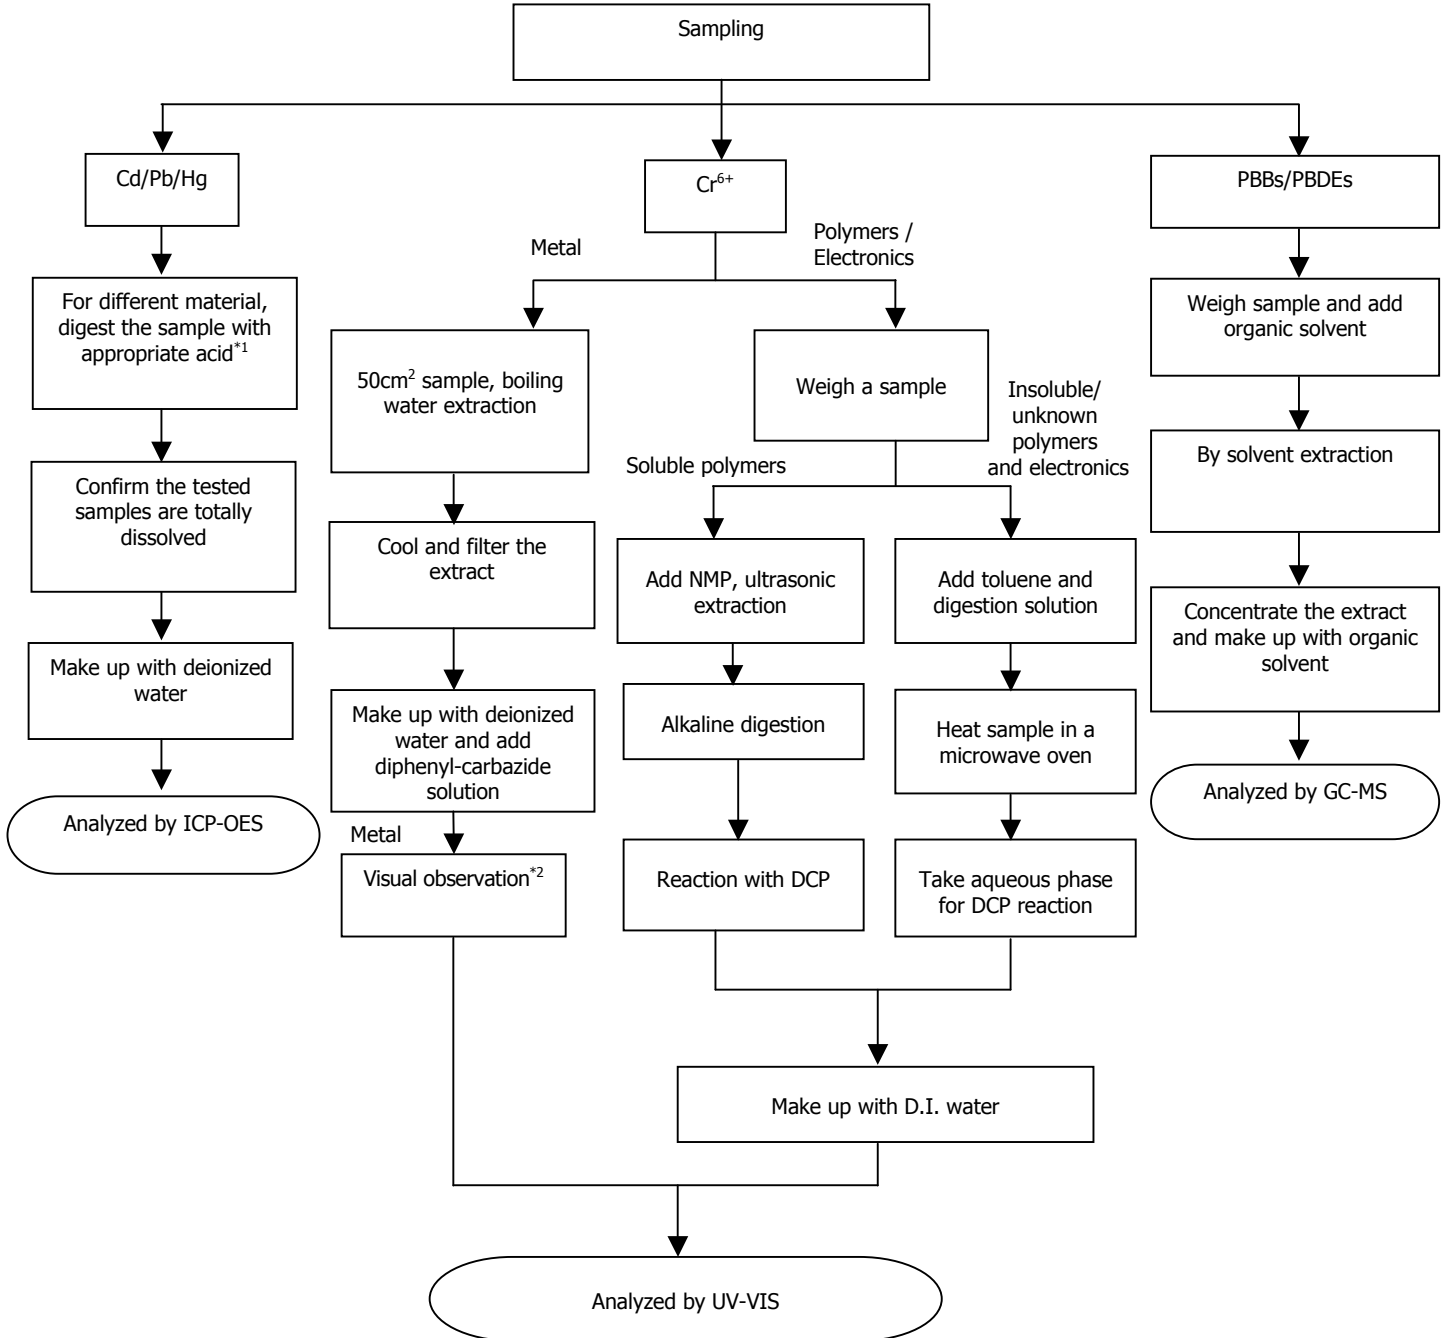 Sampling
Cd/Pb/Hg
Cr⁶⁺
PBBs/PBDEs
Metal
Polymers /
Electronics
For different material,
digest the sample with
appropriate acid*1
50cm² sample, boiling
water extraction
Weigh a sample
Weigh sample and add
organic solvent
Insoluble/
unknown
polymers
and electronics
Soluble polymers
By solvent extraction
Confirm the tested
samples are totally
dissolved
Cool and filter the
extract
Add NMP, ultrasonic
extraction
Add toluene and
digestion solution
Concentrate the extract
and make up with organic
solvent
Make up with deionized
water
Make up with deionized
water and add
diphenyl-carbazide
solution
Alkaline digestion
Heat sample in a
microwave oven
Analyzed by ICP-OES
Analyzed by GC-MS
Metal
Visual observation*2
Reaction with DCP
Take aqueous phase
for DCP reaction
Make up with D.I. water
Analyzed by UV-VIS